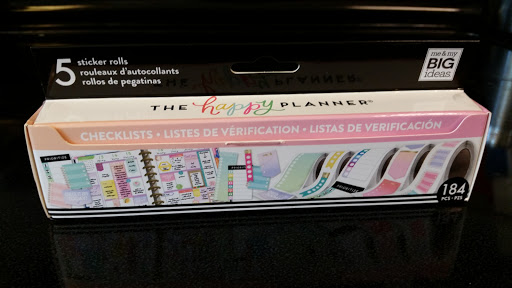 5 sticker rolls
rouleaux d'autocollants
rollos de pegatinas
me & my
BIG
ideas
THE happy PLANNER®
CHECKLISTS • LISTES DE VÉRIFICATION • LISTAS DE VERIFICACIÓN
PRIORITIES
184
PCS • PZS